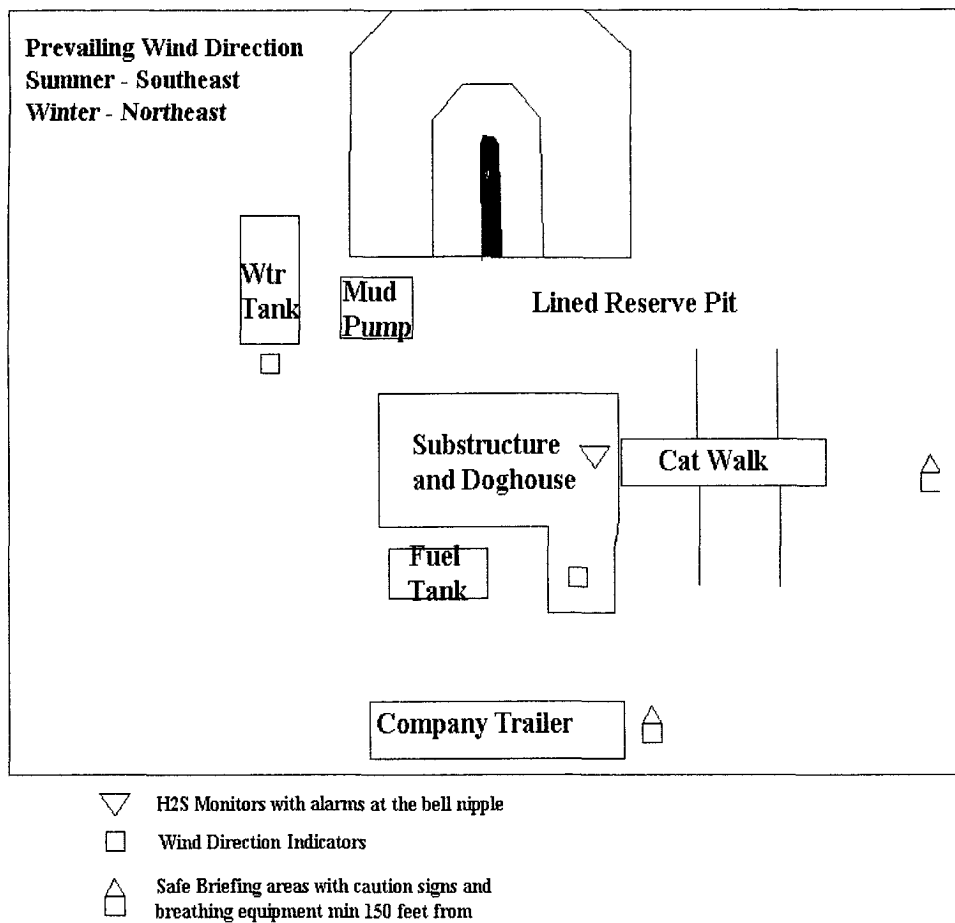 Prevailing Wind Direction
Summer - Southeast
Winter - Northeast
Wtr
Tank
Mud
Pump
Lined Reserve Pit
Substructure
and Doghouse
Cat Walk
Fuel
Tank
Company Trailer
H2S Monitors with alarms at the bell nipple
Wind Direction Indicators
Safe Briefing areas with caution signs and
breathing equipment min 150 feet from